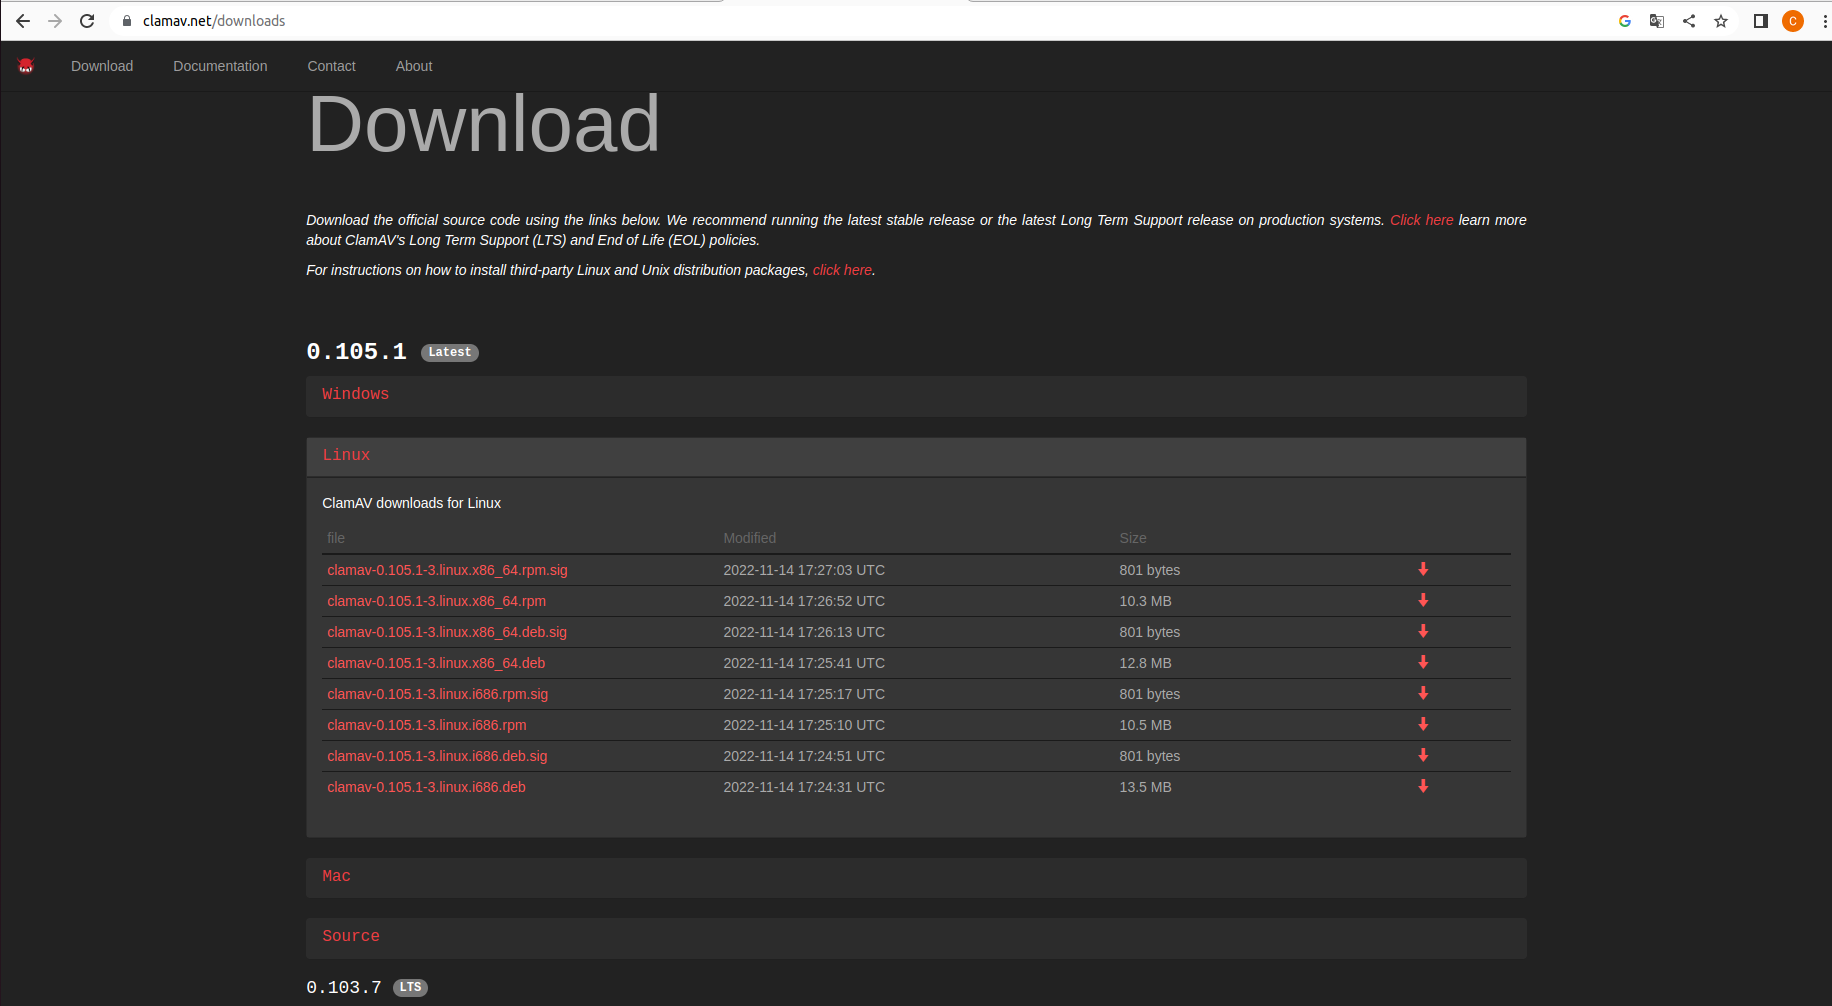 clamav.net/downloads
C
Download Documentation Contact About
Download
Download the official source code using the links below. We recommend running the latest stable release or the latest Long Term Support release on production systems. Click here learn more
about ClamAV's Long Term Support (LTS) and End of Life (EOL) policies.
For instructions on how to install third-party Linux and Unix distribution packages, click here.
0.105.1 Latest
Windows
Linux
ClamAV downloads for Linux
file Modified Size
clamav-0.105.1-3.linux.x86_64.rpm.sig 2022-11-14 17:27:03 UTC 801 bytes
clamav-0.105.1-3.linux.x86_64.rpm 2022-11-14 17:26:52 UTC 10.3 MB
clamav-0.105.1-3.linux.x86_64.deb.sig 2022-11-14 17:26:13 UTC 801 bytes
clamav-0.105.1-3.linux.x86_64.deb 2022-11-14 17:25:41 UTC 12.8 MB
clamav-0.105.1-3.linux.i686.rpm.sig 2022-11-14 17:25:17 UTC 801 bytes
clamav-0.105.1-3.linux.i686.rpm 2022-11-14 17:25:10 UTC 10.5 MB
clamav-0.105.1-3.linux.i686.deb.sig 2022-11-14 17:24:51 UTC 801 bytes
clamav-0.105.1-3.linux.i686.deb 2022-11-14 17:24:31 UTC 13.5 MB
Mac
Source
0.103.7 LTS